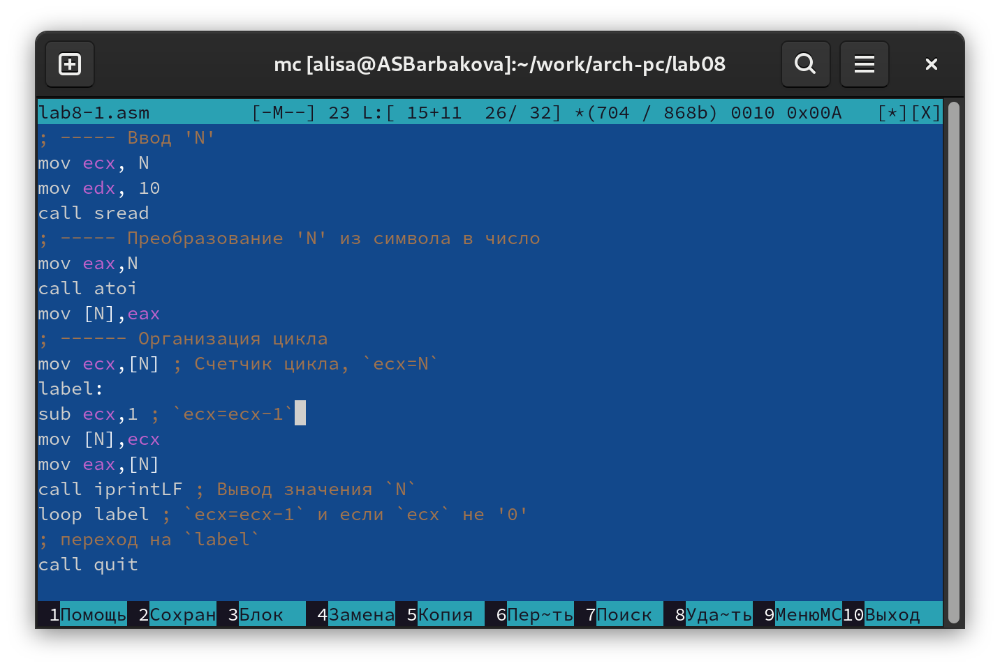 mc [alisa@ASBarbakova]:~/work/arch-pc/lab08
lab8-1.asm [-M--] 23 L:[ 15+11 26/ 32] *(704 / 868b) 0010 0x00A [*][X]
; ----- Ввод 'N'
mov ecx, N
mov edx, 10
call sread
; ----- Преобразование 'N' из символа в число
mov eax,N
call atoi
mov [N],eax
; ------ Организация цикла
mov ecx,[N] ; Счетчик цикла, `ecx=N`
label:
sub ecx,1 ; `ecx=ecx-1`
mov [N],ecx
mov eax,[N]
call iprintLF ; Вывод значения `N`
loop label ; `ecx=ecx-1` и если `ecx` не '0'
; переход на `label`
call quit
1Помощь 2Сохран 3Блок 4Замена 5Копия 6Пер~ть 7Поиск 8Уда~ть 9МенюMC 10Выход